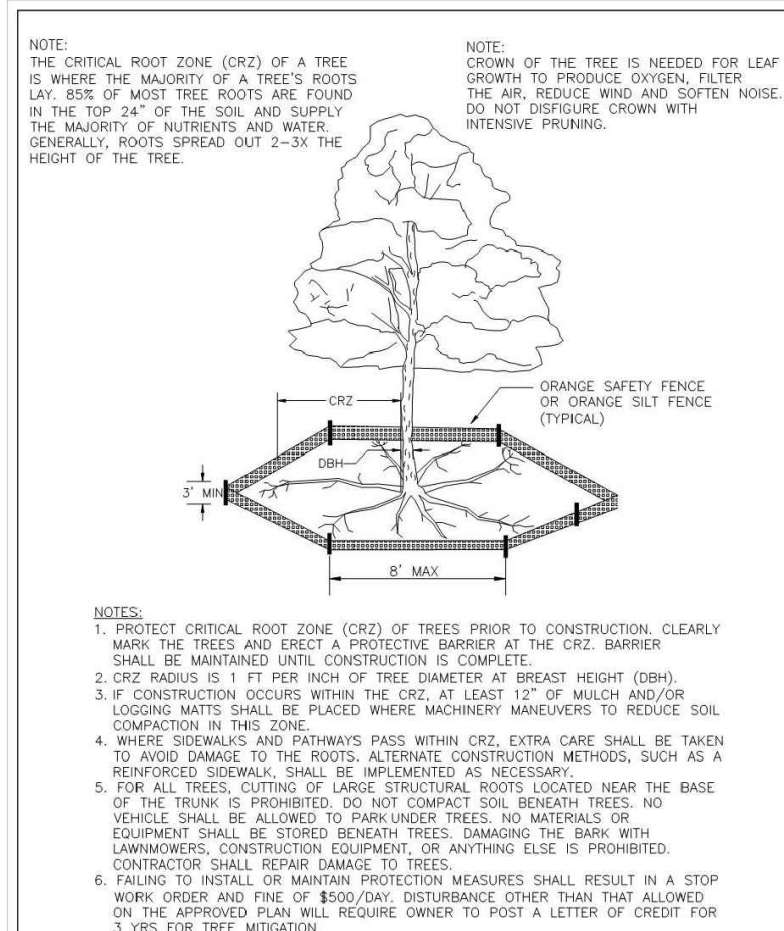 NOTE:
THE CRITICAL ROOT ZONE (CRZ) OF A TREE
IS WHERE THE MAJORITY OF A TREE'S ROOTS
LAY. 85% OF MOST TREE ROOTS ARE FOUND
IN THE TOP 24" OF THE SOIL AND SUPPLY
THE MAJORITY OF NUTRIENTS AND WATER.
GENERALLY, ROOTS SPREAD OUT 2-3X THE
HEIGHT OF THE TREE.
NOTE:
CROWN OF THE TREE IS NEEDED FOR LEAF
GROWTH TO PRODUCE OXYGEN, FILTER
THE AIR, REDUCE WIND AND SOFTEN NOISE.
DO NOT DISFIGURE CROWN WITH
INTENSIVE PRUNING.
ORANGE SAFETY FENCE
OR ORANGE SILT FENCE
(TYPICAL)
CRZ
DBH
3' MIN
8' MAX
NOTES:
1. PROTECT CRITICAL ROOT ZONE (CRZ) OF TREES PRIOR TO CONSTRUCTION. CLEARLY
MARK THE TREES AND ERECT A PROTECTIVE BARRIER AT THE CRZ. BARRIER
SHALL BE MAINTAINED UNTIL CONSTRUCTION IS COMPLETE.
2. CRZ RADIUS IS 1 FT PER INCH OF TREE DIAMETER AT BREAST HEIGHT (DBH).
3. IF CONSTRUCTION OCCURS WITHIN THE CRZ, AT LEAST 12" OF MULCH AND/OR
LOGGING MATTS SHALL BE PLACED WHERE MACHINERY MANEUVERS TO REDUCE SOIL
COMPACTION IN THIS ZONE.
4. WHERE SIDEWALKS AND PATHWAYS PASS WITHIN CRZ, EXTRA CARE SHALL BE TAKEN
TO AVOID DAMAGE TO THE ROOTS. ALTERNATE CONSTRUCTION METHODS, SUCH AS A
REINFORCED SIDEWALK, SHALL BE IMPLEMENTED AS NECESSARY.
5. FOR ALL TREES, CUTTING OF LARGE STRUCTURAL ROOTS LOCATED NEAR THE BASE
OF THE TRUNK IS PROHIBITED. DO NOT COMPACT SOIL BENEATH TREES. NO
VEHICLE SHALL BE ALLOWED TO PARK UNDER TREES. NO MATERIALS OR
EQUIPMENT SHALL BE STORED BENEATH TREES. DAMAGING THE BARK WITH
LAWNMOWERS, CONSTRUCTION EQUIPMENT, OR ANYTHING ELSE IS PROHIBITED.
CONTRACTOR SHALL REPAIR DAMAGE TO TREES.
6. FAILING TO INSTALL OR MAINTAIN PROTECTION MEASURES SHALL RESULT IN A STOP
WORK ORDER AND FINE OF $500/DAY. DISTURBANCE OTHER THAN THAT ALLOWED
ON THE APPROVED PLAN WILL REQUIRE OWNER TO POST A LETTER OF CREDIT FOR
3 YRS FOR TREE MITIGATION